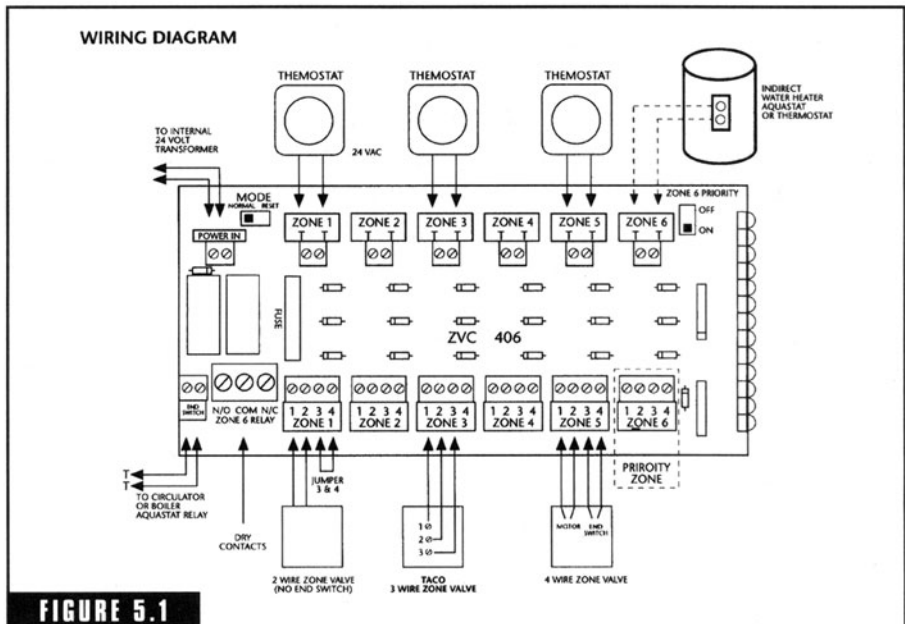 WIRING DIAGRAM
THEMOSTAT
THEMOSTAT
THEMOSTAT
INDIRECT
WATER HEATER
AQUASTAT
OR THERMOSTAT
TO INTERNAL
24 VOLT
TRANSFORMER
24 VAC
MODE
NORMAL RESET
ZONE 6 PRIORITY
OFF
ON
POWER IN
ZONE 1
T T
ZONE 2
T T
ZONE 3
T T
ZONE 4
T T
ZONE 5
T T
ZONE 6
T T
FUSE
ZVC 406
END
SWITCH
N/O COM N/C
ZONE 6 RELAY
1 2 3 4
ZONE 1
1 2 3 4
ZONE 2
1 2 3 4
ZONE 3
1 2 3 4
ZONE 4
1 2 3 4
ZONE 5
1 2 3 4
ZONE 6
PRIROITY
ZONE
T
T
TO CIRCULATOR
OR BOILER
AQUASTAT RELAY
JUMPER
3 & 4
DRY
CONTACTS
2 WIRE ZONE VALVE
(NO END SWITCH)
1
2
3
TACO
3 WIRE ZONE VALVE
MOTOR
END
SWITCH
4 WIRE ZONE VALVE
FIGURE 5.1